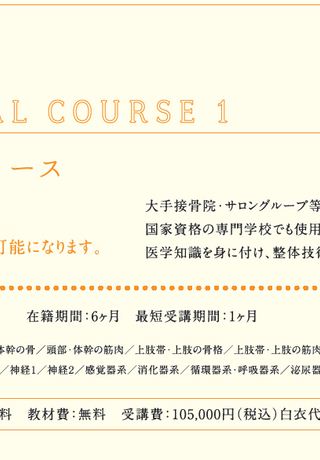 AL COURSE 1
ース
大手接骨院・サロングループ等
国家資格の専門学校でも使用
可能になります。
医学知識を身に付け、整体技術
在籍期間:6ヶ月 最短受講期間:1ヶ月
体幹の骨/頭部・体幹の筋肉/上肢帯・上肢の骨格/上肢帯・上肢の筋肉
/神経1/神経2/感覚器系/消化器系/循環器系・呼吸器系/泌尿器
料 教材費:無料 受講費:105,000円(税込)白衣代